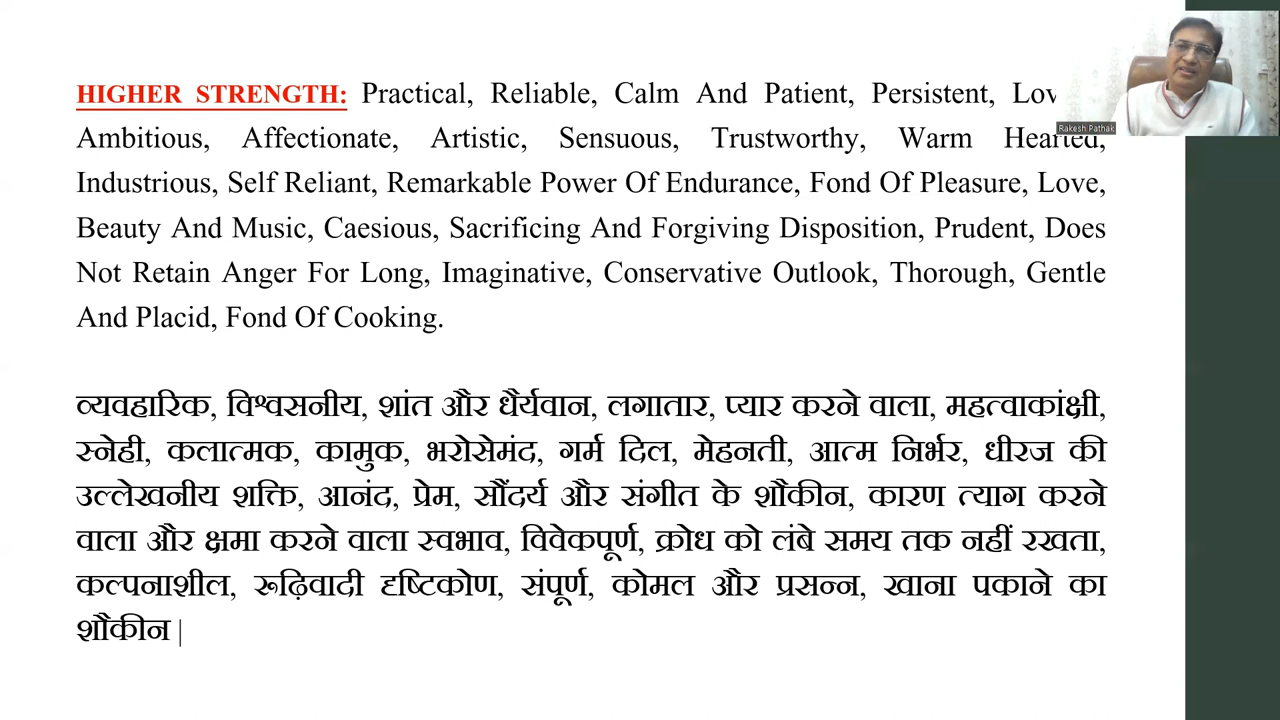 HIGHER STRENGTH: Practical, Reliable, Calm And Patient, Persistent,
Ambitious, Affectionate, Artistic, Sensuous, Trustworthy, Warm Hearted,
Industrious, Self Reliant, Remarkable Power Of Endurance, Fond Of Pleasure, Love,
Beauty And Music, Caesious, Sacrificing And Forgiving Disposition, Prudent, Does
Not Retain Anger For Long, Imaginative, Conservative Outlook, Thorough, Gentle
And Placid, Fond Of Cooking.
व्यवहारिक, विश्वसनीय, शांत और धैर्यवान, लगातार, प्यार करने वाला, महत्वाकांक्षी,
स्नेही, कलात्मक, कामुक, भरोसेमंद, गर्म दिल, मेहनती, आत्म निर्भर, धीरज की
उल्लेखनीय शक्ति, आनंद, प्रेम, सौंदर्य और संगीत के शौकीन, कारण त्याग करने
वाला और क्षमा करने वाला स्वभाव, विवेकपूर्ण, क्रोध को लंबे समय तक नहीं रखता,
कल्पनाशील, रूढ़िवादी दृष्टिकोण, संपूर्ण, कोमल और प्रसन्न, खाना पकाने का
शौकीन |
Rakesh Pathak